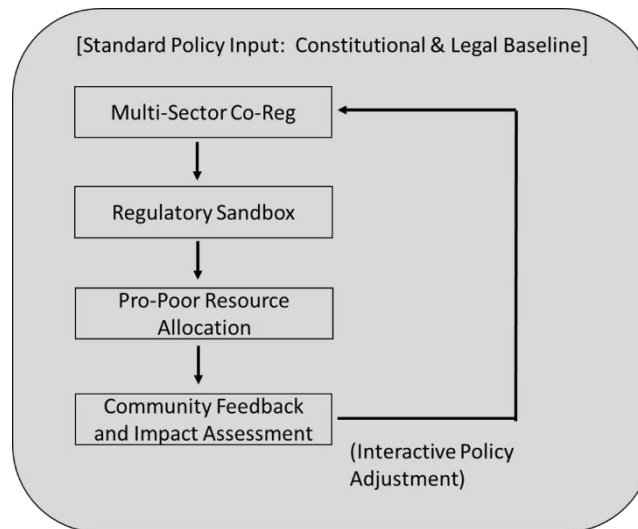 [Standard Policy Input:  Constitutional & Legal Baseline]
Multi-Sector Co-Reg
Regulatory Sandbox
Pro-Poor Resource
Allocation
Community Feedback
and Impact Assessment
(Interactive Policy
Adjustment)